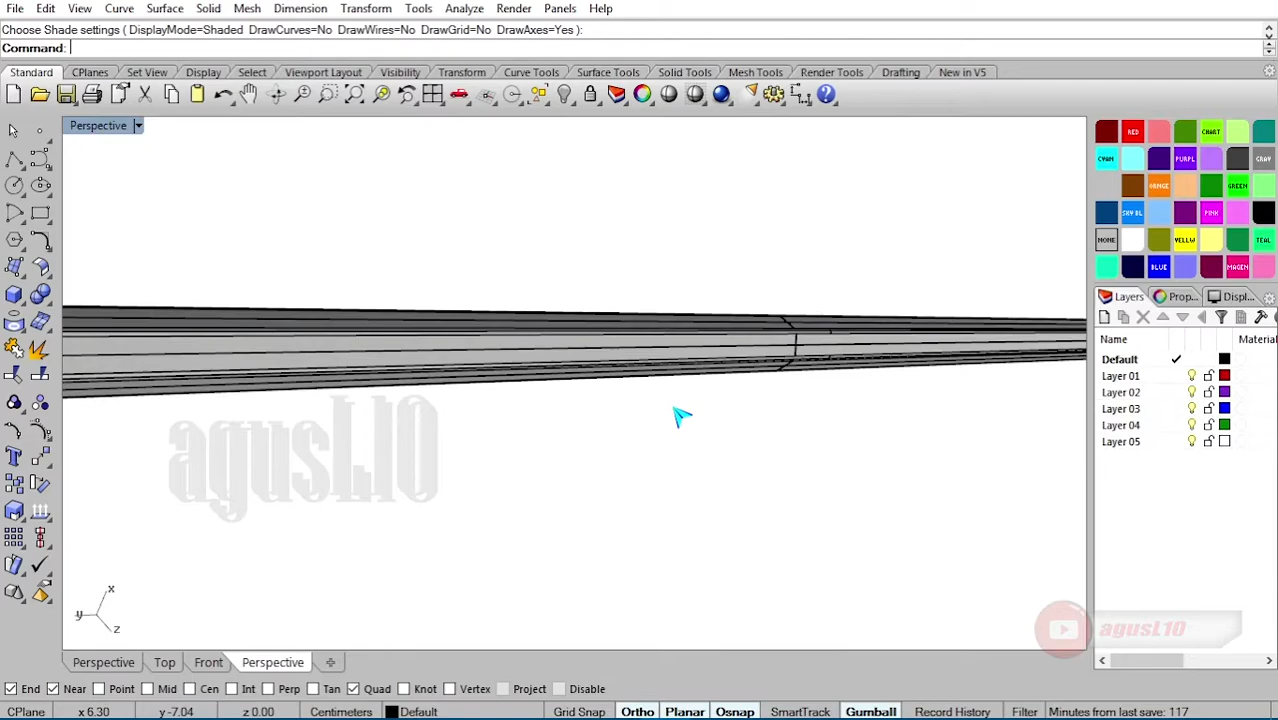 File Edit View Curve Surface Solid Mesh Dimension Transform Tools Analyze Render Panels Help
Choose Shade settings ( DisplayMode=Shaded DrawCurves=No DrawWires=No DrawGrid=No DrawAxes=Yes ):
Command:
Standard CPlanes Set View Display Select Viewport Layout Visibility Transform Curve Tools Surface Tools Solid Tools Mesh Tools Render Tools Drafting New in V5
Perspective
RED CHART
CYAN PURPL GRAY
ORNGE GREEN
SKY BL PINK
NONE YELLW TEAL
BLUE MAGEN
Layers Prop... Displ...
Name Material
Default
Layer 01
Layer 02
Layer 03
Layer 04
Layer 05
agusL10
x
y
z
agusL10
Perspective Top Front Perspective
End Near Point Mid Cen Int Perp Tan Quad Knot Vertex Project Disable
CPlane x 6.30 y -7.04 z 0.00 Centimeters Default Grid Snap Ortho Planar Osnap SmartTrack Gumball Record History Filter Minutes from last save: 117